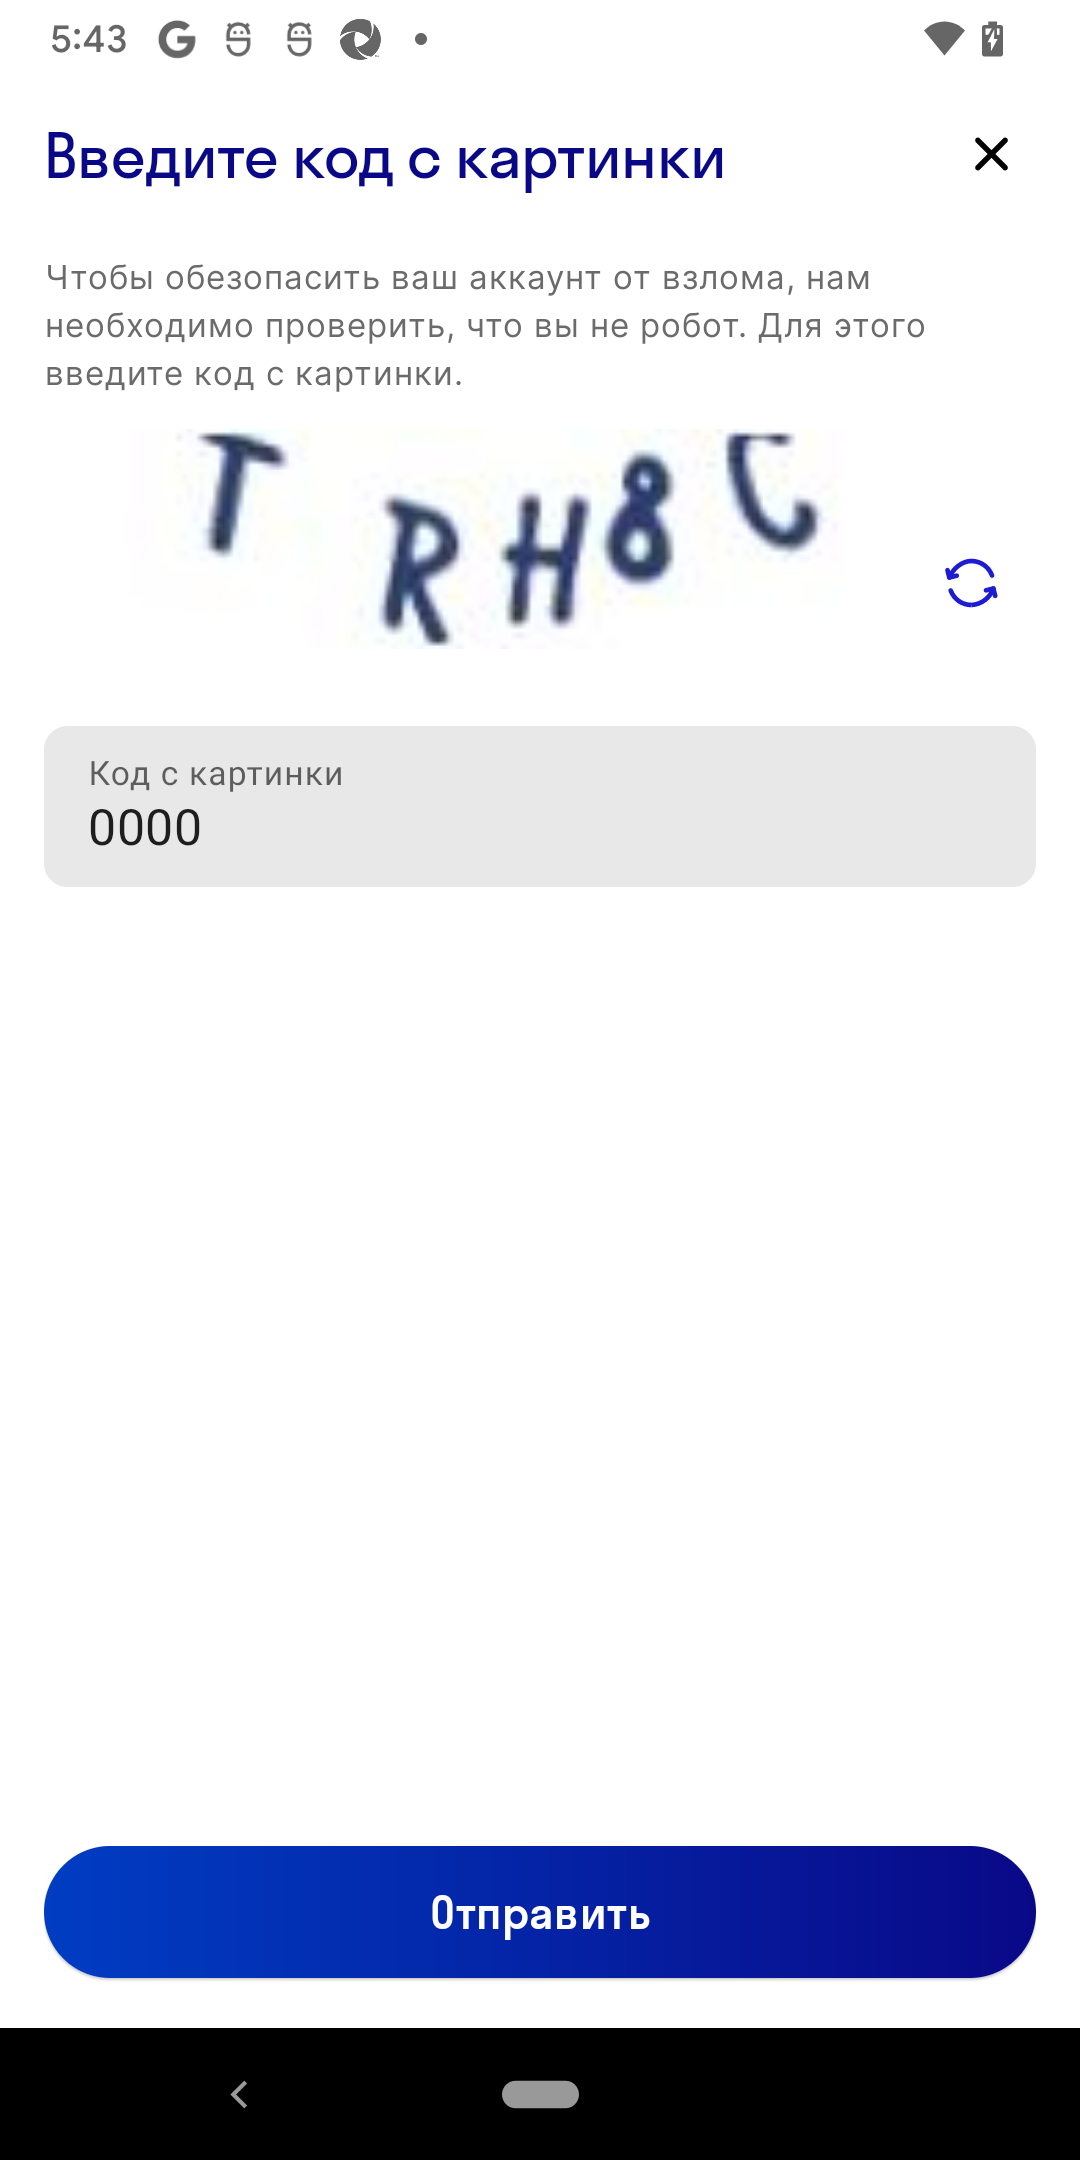 5:43
Введите код с картинки
Чтобы обезопасить ваш аккаунт от взлома, нам
необходимо проверить, что вы не робот. Для этого
введите код с картинки.
T RH8C
Код с картинки
0000
Отправить